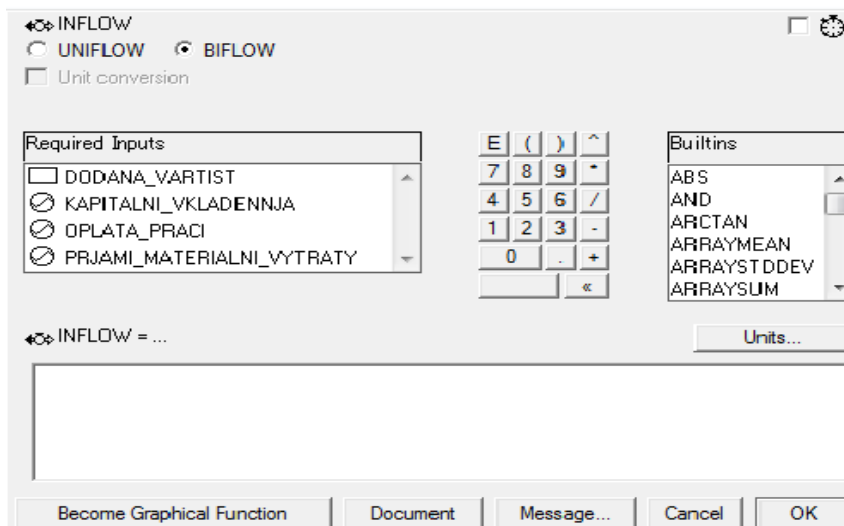 INFLOW
UNIFLOW BIFLOW
Unit conversion
Required Inputs
DODANA_VARTIST
KAPITALNI_VKLADENNJA
OPLATA_PRACI
PRJAMI_MATERIALNI_VYTRATY
E ( ) ^
7 8 9 *
4 5 6 /
1 2 3 -
0 . +
«
Builtins
ABS
AND
ARCTAN
ARRAYMEAN
ARRAYSTDDEV
ARRAYSUM
INFLOW = ...
Units...
Become Graphical Function Document Message... Cancel OK